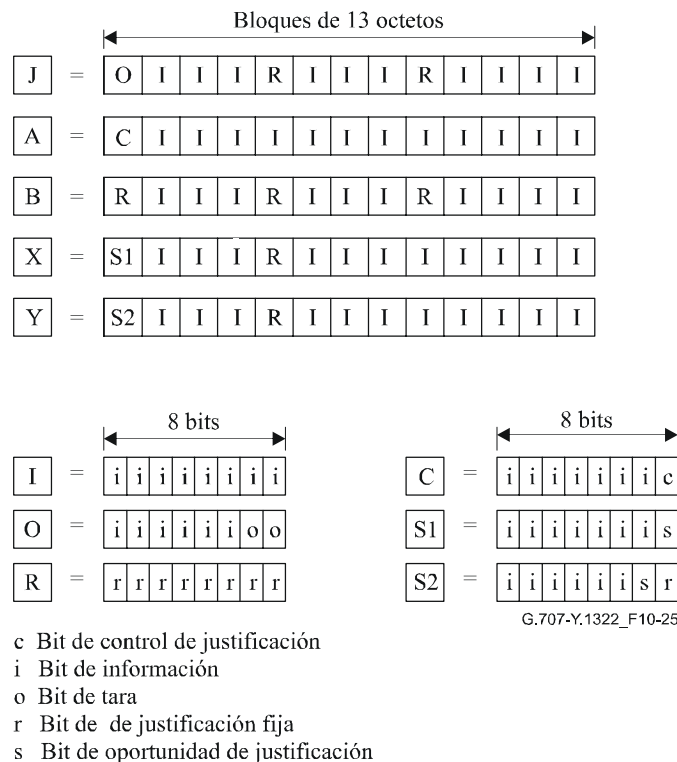 Bloques de 13 octetos
J = O I I I R I I I R I I I I
A = C I I I I I I I I I I I I
B = R I I I R I I I R I I I I
X = S1 I I I R I I I I I I I I
Y = S2 I I I R I I I I I I I I
8 bits
I = i i i i i i i i
O = i i i i i i o o
R = r r r r r r r r
8 bits
C = i i i i i i i c
S1 = i i i i i i i s
S2 = i i i i i i s r
G.707-Y.1322_F10-25
c Bit de control de justificación
i Bit de información
o Bit de tara
r Bit de de justificación fija
s Bit de oportunidad de justificación